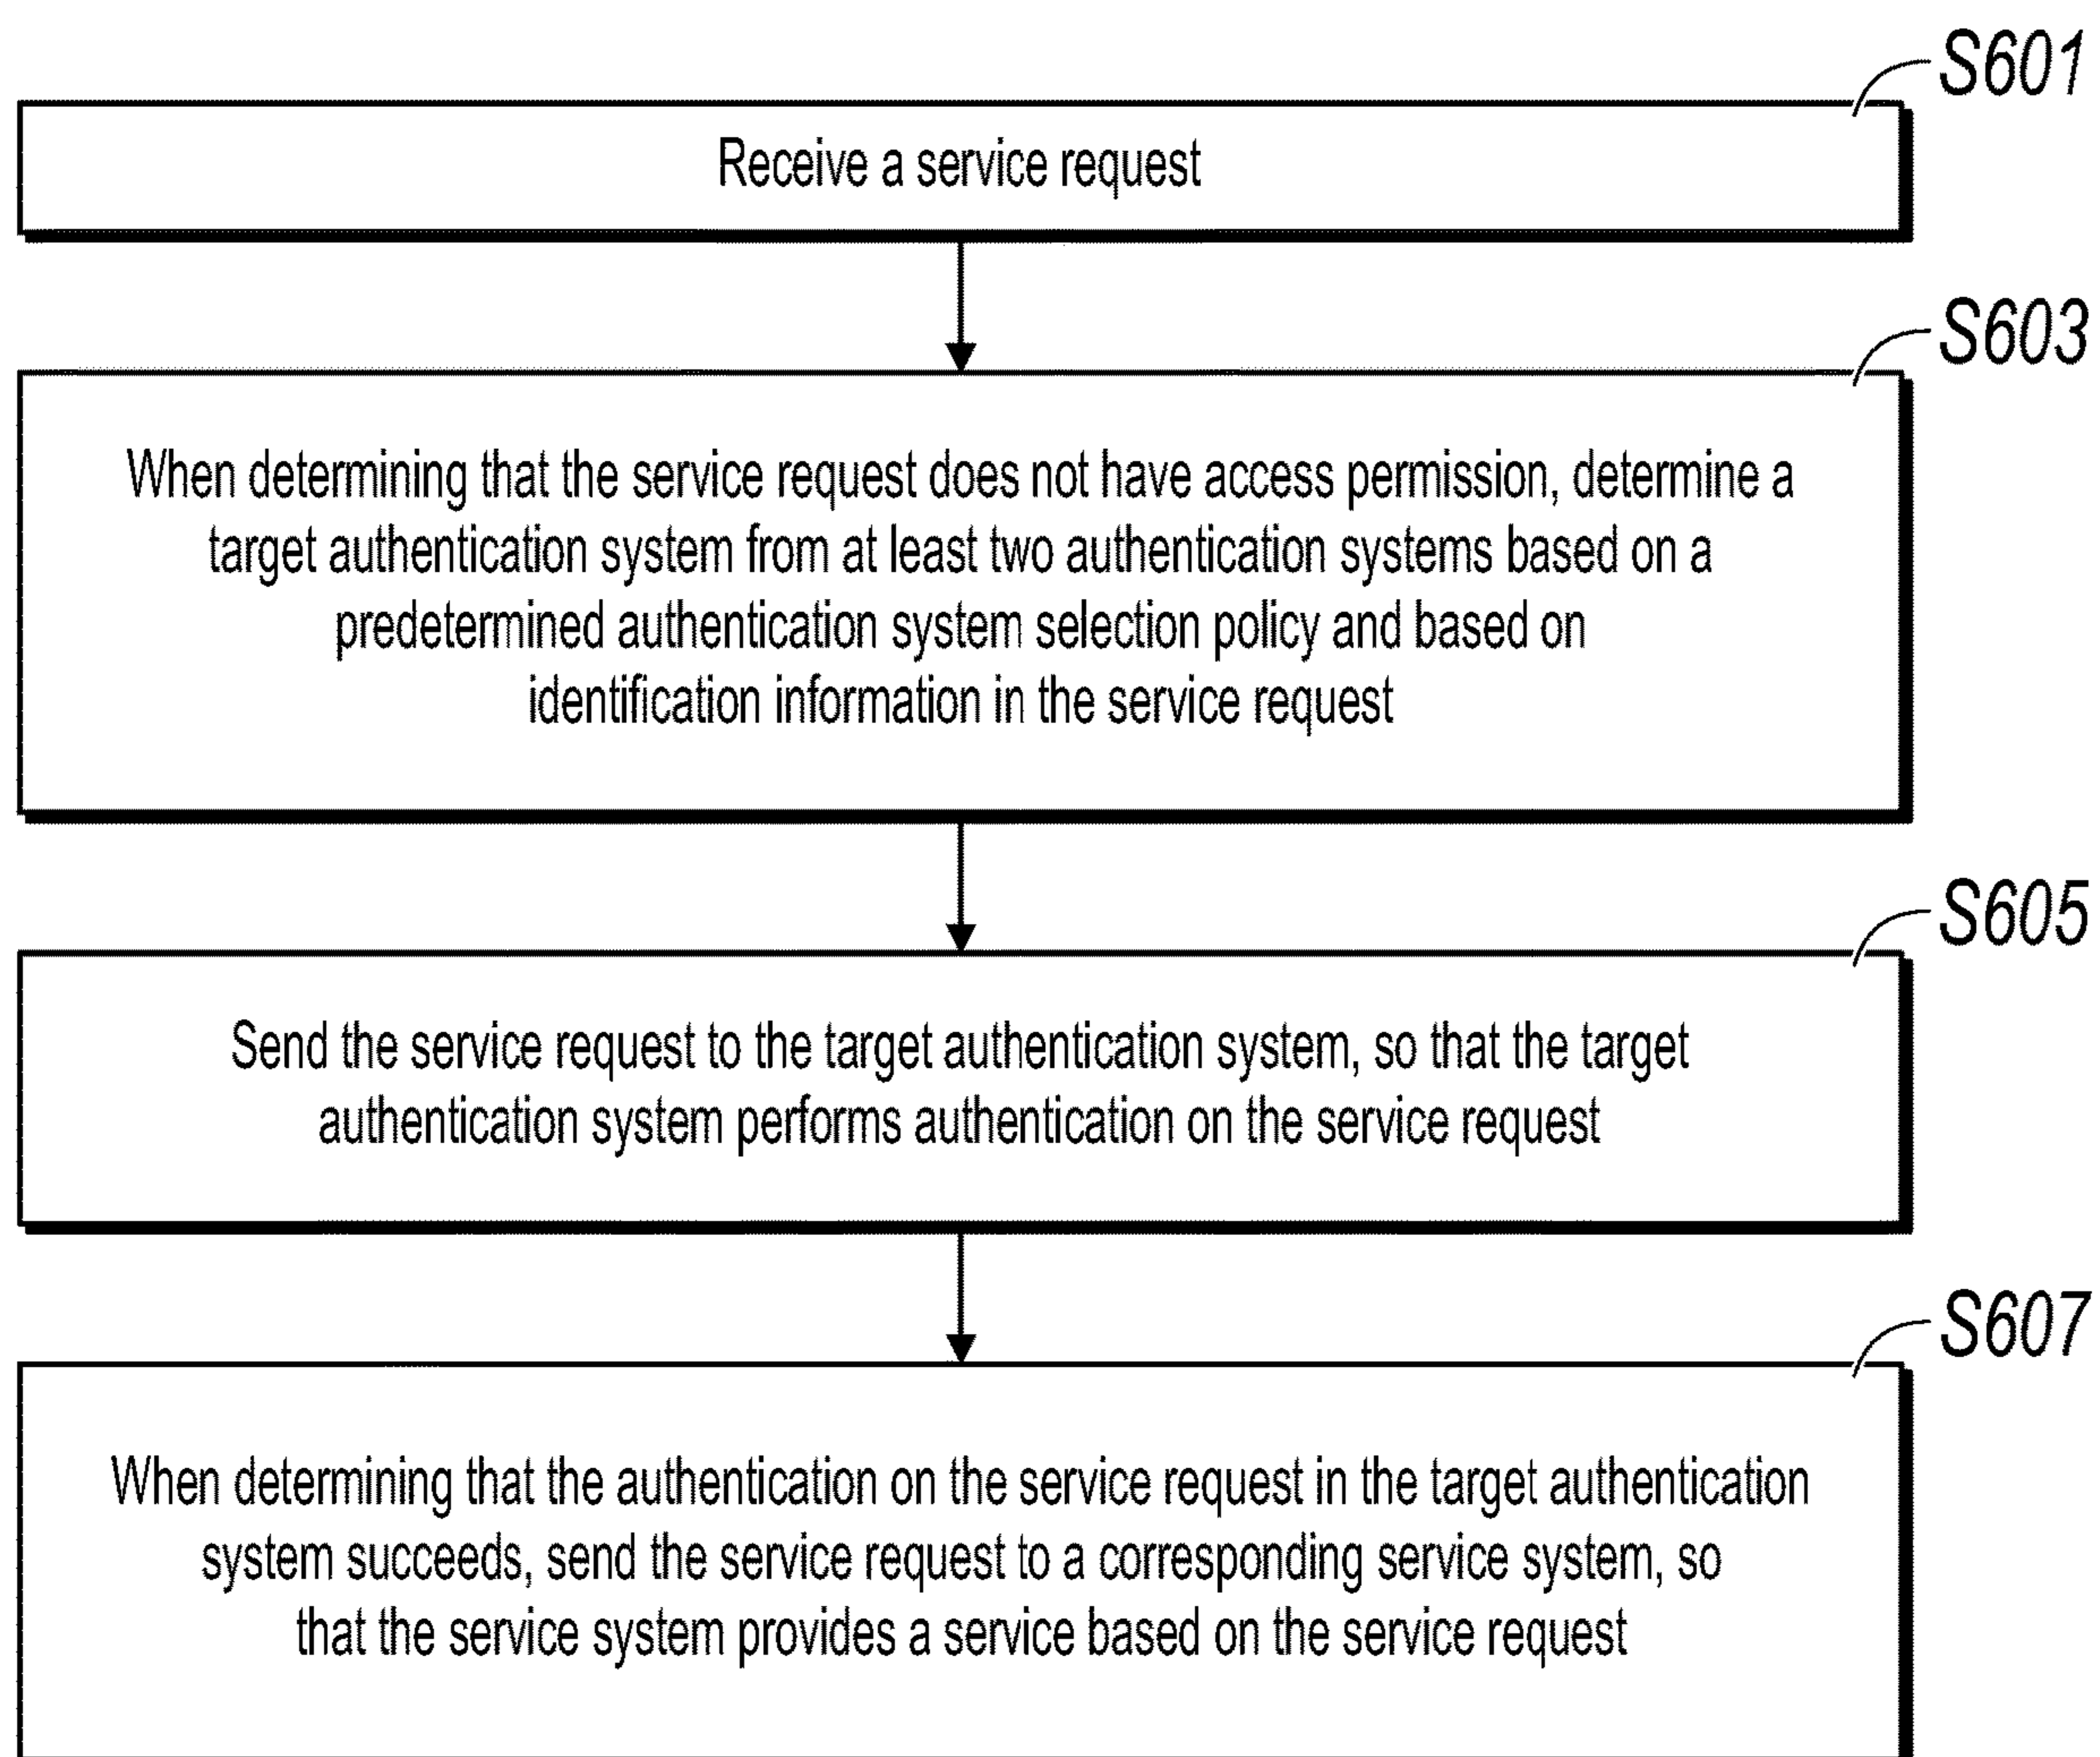 S601
Receive a service request
S603
When determining that the service request does not have access permission, determine a
target authentication system from at least two authentication systems based on a
predetermined authentication system selection policy and based on
identification information in the service request
S605
Send the service request to the target authentication system, so that the target
authentication system performs authentication on the service request
S607
When determining that the authentication on the service request in the target authentication
system succeeds, send the service request to a corresponding service system, so
that the service system provides a service based on the service request